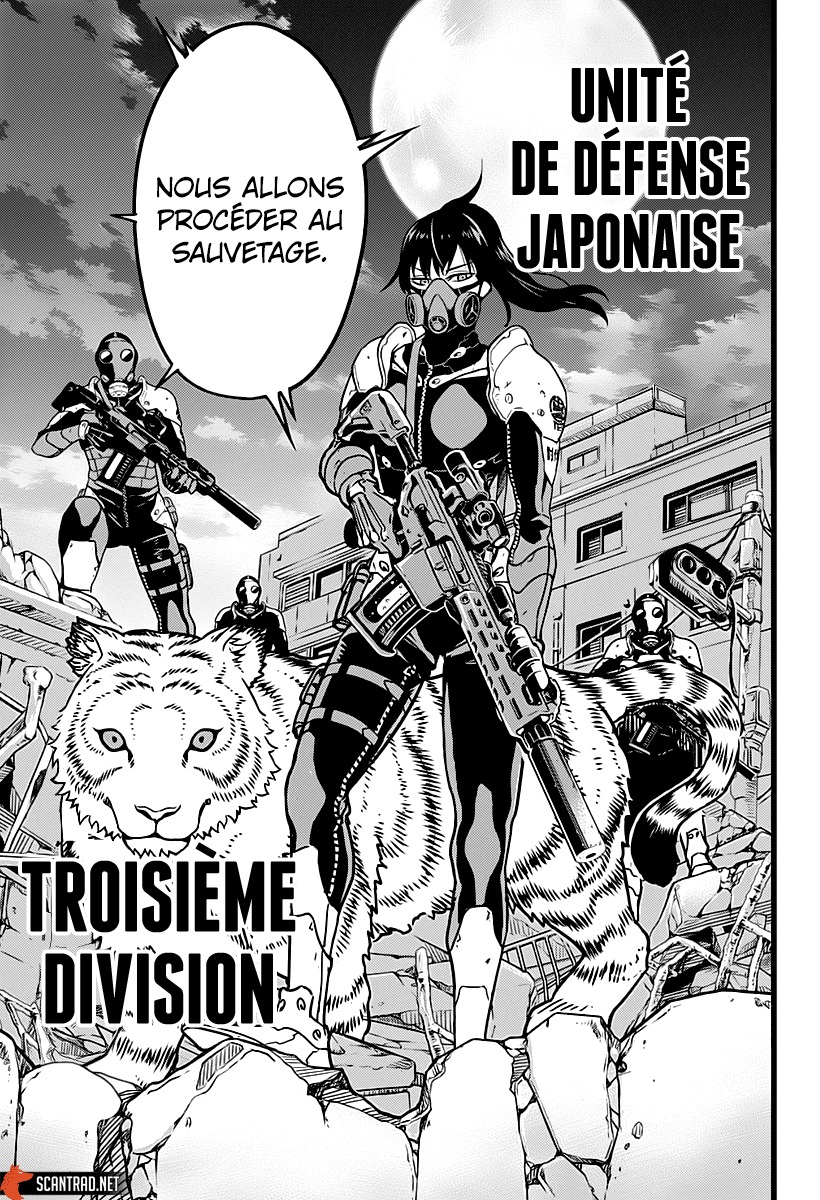 UNITÉ
DE DÉFENSE
JAPONAISE
NOUS ALLONS
PROCÉDER AU
SAUVETAGE.
TROISIÈME
DIVISION
SCANTRAD.NET